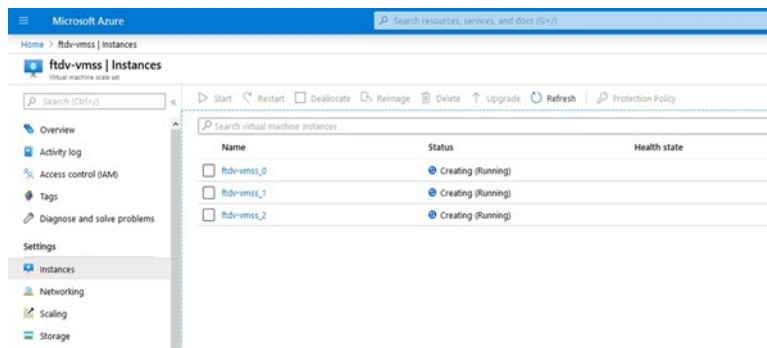 Microsoft Azure
Search resources, services, and docs (G+/)
Home > ftdv-vmss | Instances
ftdv-vmss | Instances
Virtual machine scale set
Search (Ctrl+/)
«
Start Restart Deallocate Reimage Delete Upgrade Refresh Protection Policy
Overview
Activity log
Access control (IAM)
Tags
Diagnose and solve problems
Settings
Instances
Networking
Scaling
Storage
Search virtual machine instances
Name Status Health state
ftdv-vmss_0 Creating (Running)
ftdv-vmss_1 Creating (Running)
ftdv-vmss_2 Creating (Running)